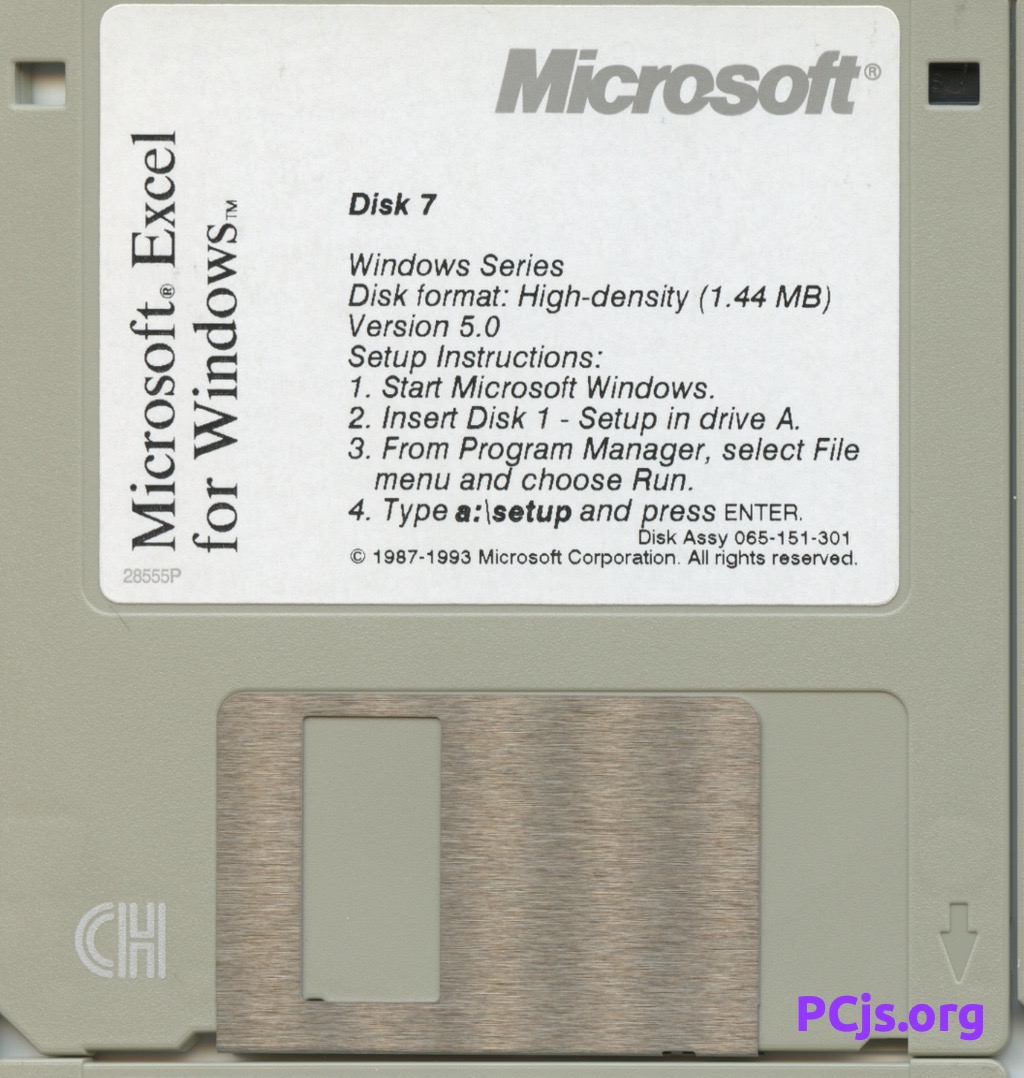 Microsoft®
Microsoft® Excel
for Windows™
Disk 7
Windows Series
Disk format: High-density (1.44 MB)
Version 5.0
Setup Instructions:
1. Start Microsoft Windows.
2. Insert Disk 1 - Setup in drive A.
3. From Program Manager, select File
menu and choose Run.
4. Type a:\setup and press ENTER.
Disk Assy 065-151-301
© 1987-1993 Microsoft Corporation. All rights reserved.
28555P
CH
PCjs.org